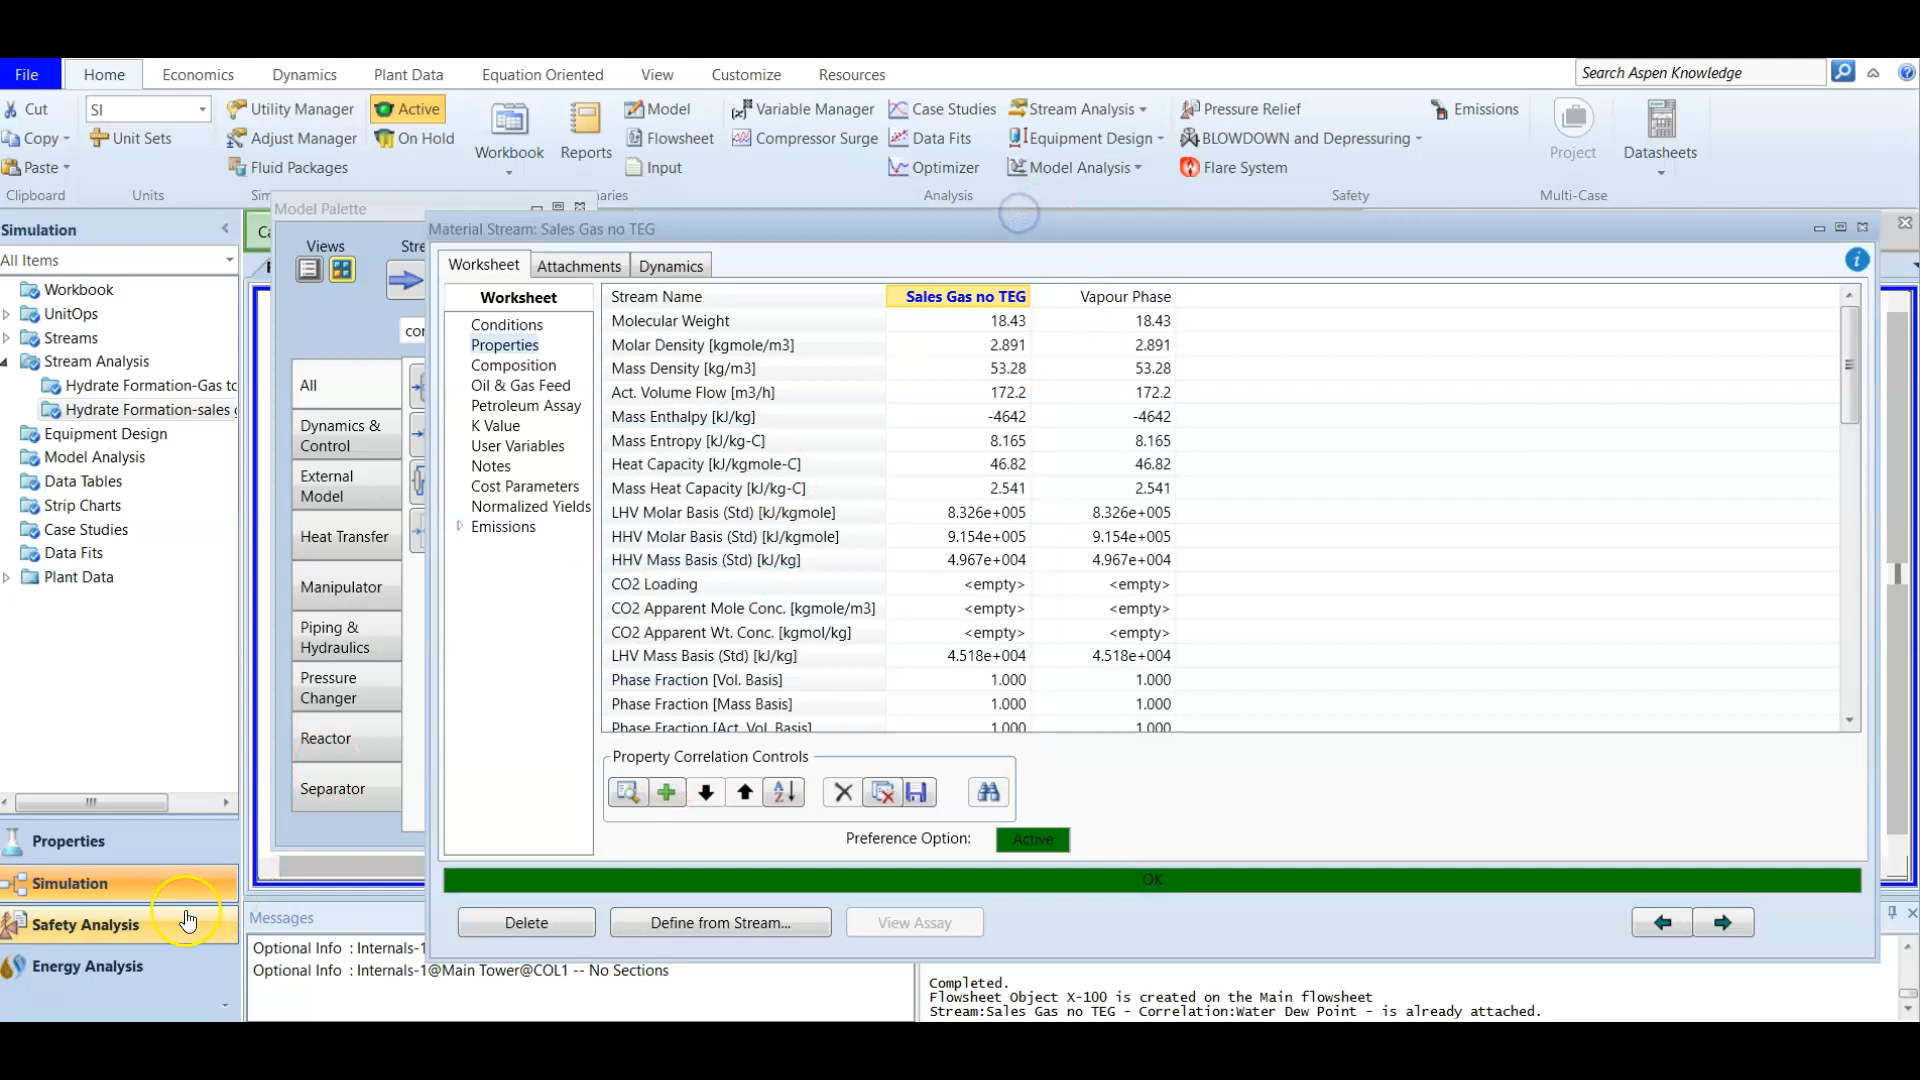 File Home Economics Dynamics Plant Data Equation Oriented View Customize Resources Search Aspen Knowledge
Cut SI Utility Manager Active Model Variable Manager Case Studies Stream Analysis Pressure Relief Emissions
Copy Unit Sets Adjust Manager On Hold Workbook Reports Flowsheet Compressor Surge Data Fits Equipment Design BLOWDOWN and Depressuring Project Datasheets
Paste Fluid Packages Input Optimizer Model Analysis Flare System
Clipboard Units Sim aries Analysis Safety Multi-Case
Simulation
All Items
Workbook
UnitOps
Streams
Stream Analysis
Hydrate Formation-Gas to
Hydrate Formation-sales g
Equipment Design
Model Analysis
Data Tables
Strip Charts
Case Studies
Data Fits
Plant Data
Properties
Simulation
Safety Analysis
Energy Analysis
Ca
Model Palette
Views Stre
cor
All
Dynamics &
Control
External
Model
Heat Transfer
Manipulator
Piping &
Hydraulics
Pressure
Changer
Reactor
Separator
Material Stream: Sales Gas no TEG
Worksheet Attachments Dynamics
Worksheet
Conditions
Properties
Composition
Oil & Gas Feed
Petroleum Assay
K Value
User Variables
Notes
Cost Parameters
Normalized Yields
Emissions
Stream Name Sales Gas no TEG Vapour Phase
Molecular Weight 18.43 18.43
Molar Density [kgmole/m3] 2.891 2.891
Mass Density [kg/m3] 53.28 53.28
Act. Volume Flow [m3/h] 172.2 172.2
Mass Enthalpy [kJ/kg] -4642 -4642
Mass Entropy [kJ/kg-C] 8.165 8.165
Heat Capacity [kJ/kgmole-C] 46.82 46.82
Mass Heat Capacity [kJ/kg-C] 2.541 2.541
LHV Molar Basis (Std) [kJ/kgmole] 8.326e+005 8.326e+005
HHV Molar Basis (Std) [kJ/kgmole] 9.154e+005 9.154e+005
HHV Mass Basis (Std) [kJ/kg] 4.967e+004 4.967e+004
CO2 Loading <empty> <empty>
CO2 Apparent Mole Conc. [kgmole/m3] <empty> <empty>
CO2 Apparent Wt. Conc. [kgmol/kg] <empty> <empty>
LHV Mass Basis (Std) [kJ/kg] 4.518e+004 4.518e+004
Phase Fraction [Vol. Basis] 1.000 1.000
Phase Fraction [Mass Basis] 1.000 1.000
Phase Fraction [Act. Vol. Basis] 1.000 1.000
Property Correlation Controls
Preference Option: Active
OK
Delete Define from Stream... View Assay
Messages
Optional Info : Internals-1
Optional Info : Internals-1@Main Tower@COL1 -- No Sections
Completed.
Flowsheet Object X-100 is created on the Main flowsheet
Stream:Sales Gas no TEG - Correlation:Water Dew Point - is already attached.